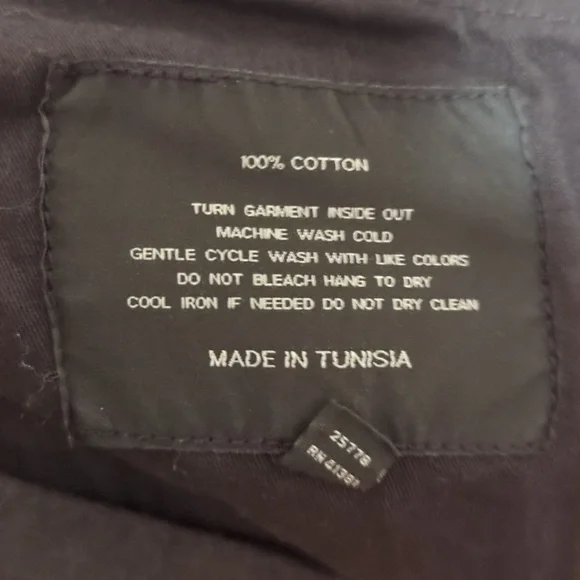 100% COTTON
TURN GARMENT INSIDE OUT
MACHINE WASH COLD
GENTLE CYCLE WASH WITH LIKE COLORS
DO NOT BLEACH HANG TO DRY
COOL IRON IF NEEDED DO NOT DRY CLEAN
MADE IN TUNISIA
25778
RN